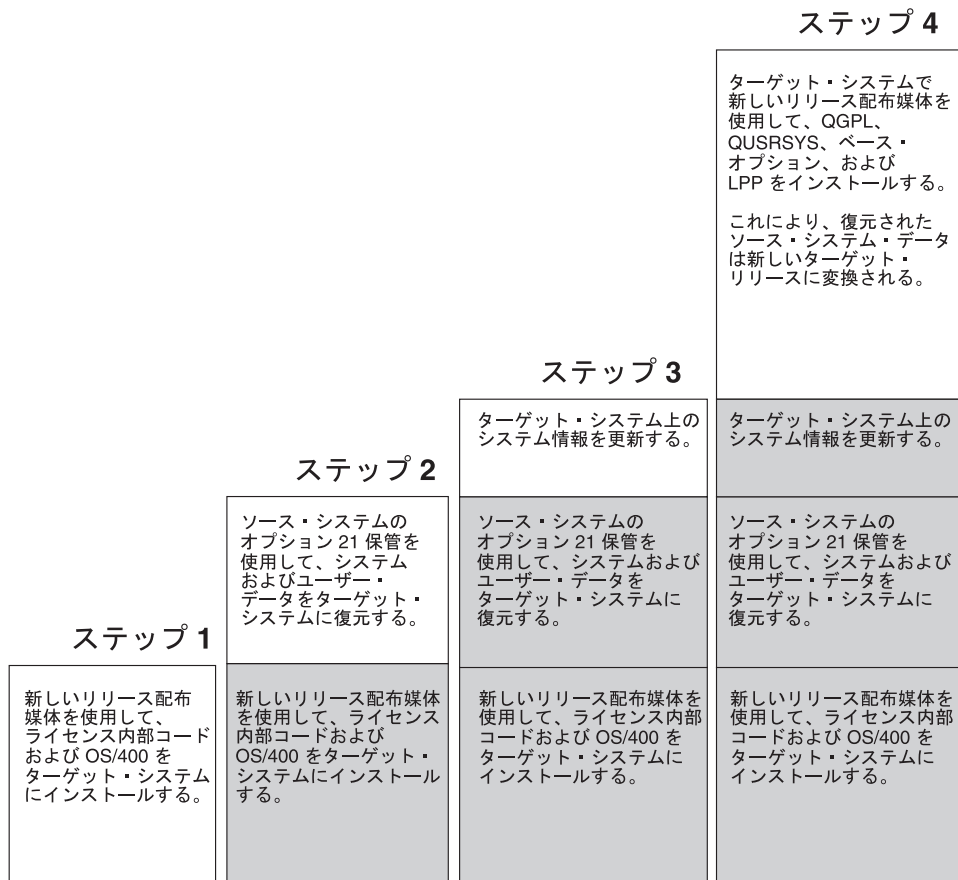 ステップ 4
ターゲット・システムで
新しいリリース配布媒体を
使用して、QGPL、
QUSRSYS、ベース・
オプション、および
LPP をインストールする。
これにより、復元された
ソース・システム・データ
は新しいターゲット・
リリースに変換される。
ステップ 3
ターゲット・システム上の
システム情報を更新する。
ターゲット・システム上の
システム情報を更新する。
ステップ 2
ソース・システムの
オプション 21 保管を
使用して、システム
およびユーザー・
データをターゲット・
システムに復元する。
ソース・システムの
オプション 21 保管を
使用して、システムおよび
ユーザー・データを
ターゲット・システムに
復元する。
ソース・システムの
オプション 21 保管を
使用して、システムおよび
ユーザー・データを
ターゲット・システムに
復元する。
ステップ 1
新しいリリース配布
媒体を使用して、
ライセンス内部コード
および OS/400 を
ターゲット・システム
にインストールする。
新しいリリース配布媒体
を使用して、ライセンス
内部コードおよび
OS/400 をターゲット・
システムにインストール
する。
新しいリリース配布媒体を
使用して、ライセンス内部
コードおよび OS/400 を
ターゲット・システムに
インストールする。
新しいリリース配布媒体を
使用して、ライセンス内部
コードおよび OS/400 を
ターゲット・システムに
インストールする。